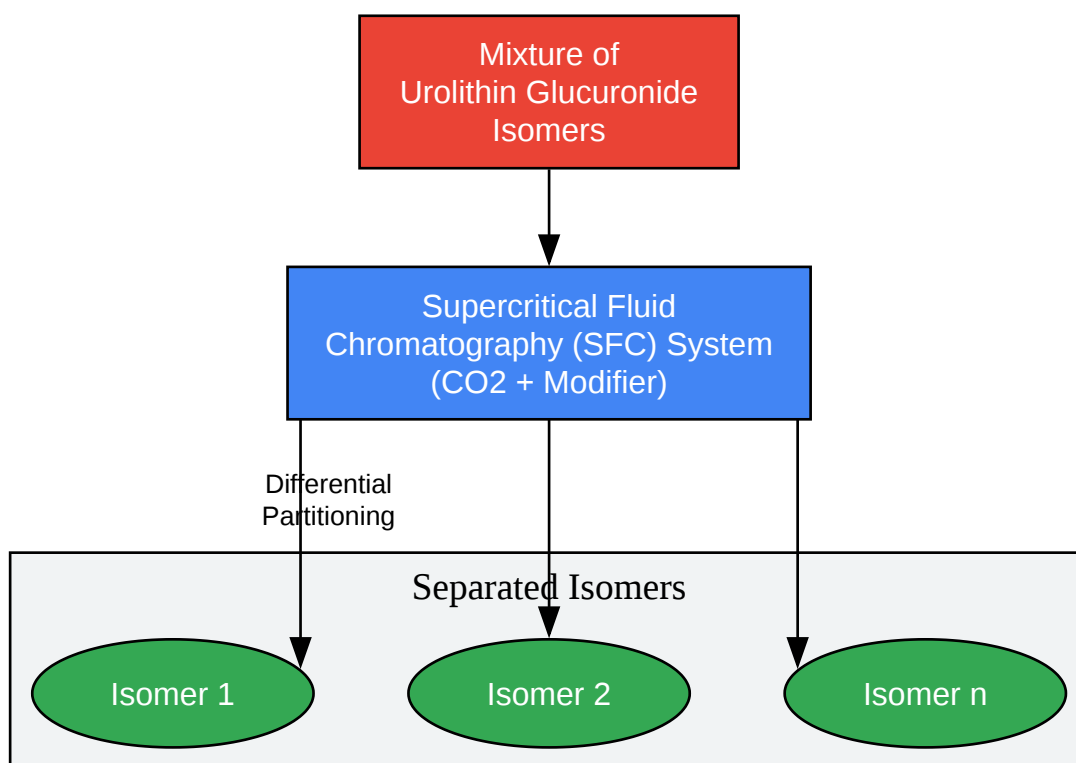 Mixture of
Urolithin Glucuronide
Isomers
Supercritical Fluid
Chromatography (SFC) System
(CO2 + Modifier)
Differential
Partitioning
Separated Isomers
Isomer 1
Isomer 2
Isomer n